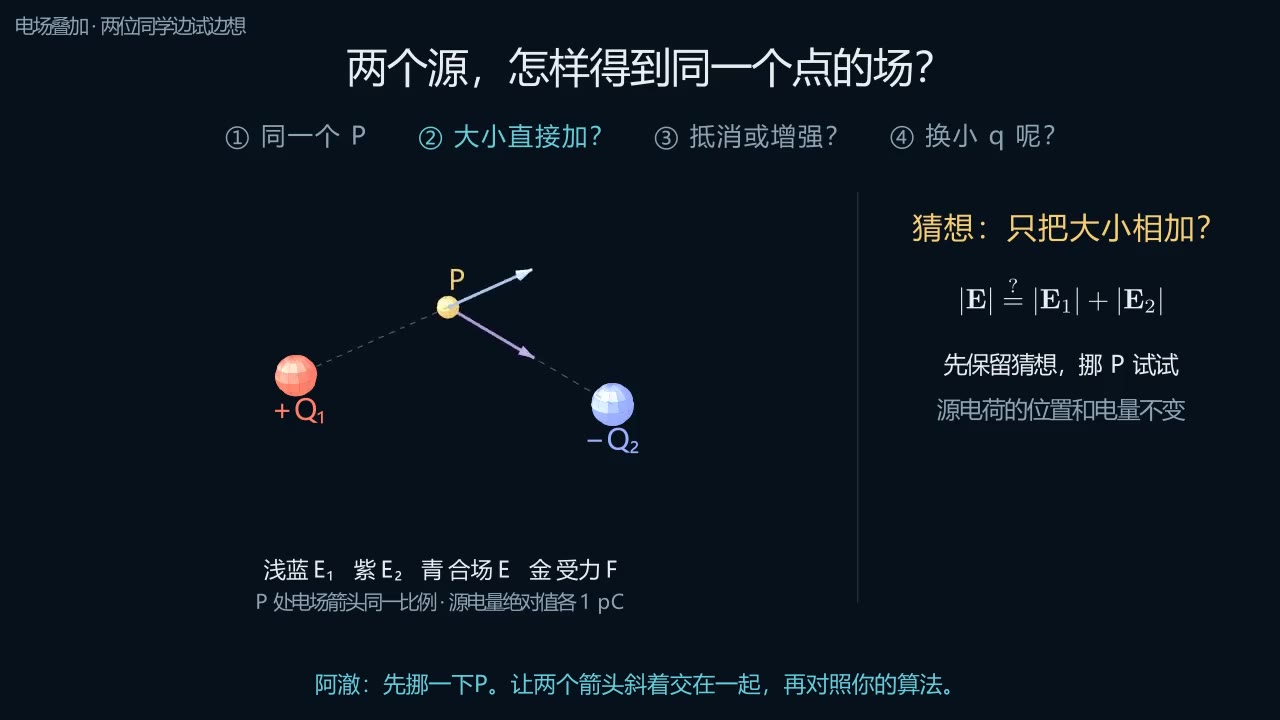 电场叠加 · 两位同学边试边想
两个源，怎样得到同一个点的场？
① 同一个 P ② 大小直接加？ ③ 抵消或增强？ ④ 换小 q 呢？
猜想：只把大小相加？
|E| ≟ |E₁| + |E₂|
先保留猜想，挪 P 试试
源电荷的位置和电量不变
P
+Q₁
−Q₂
浅蓝 E₁ 紫 E₂ 青 合场 E 金 受力 F
P 处电场箭头同一比例 · 源电量绝对值各 1 pC
阿澈：先挪一下P。让两个箭头斜着交在一起，再对照你的算法。